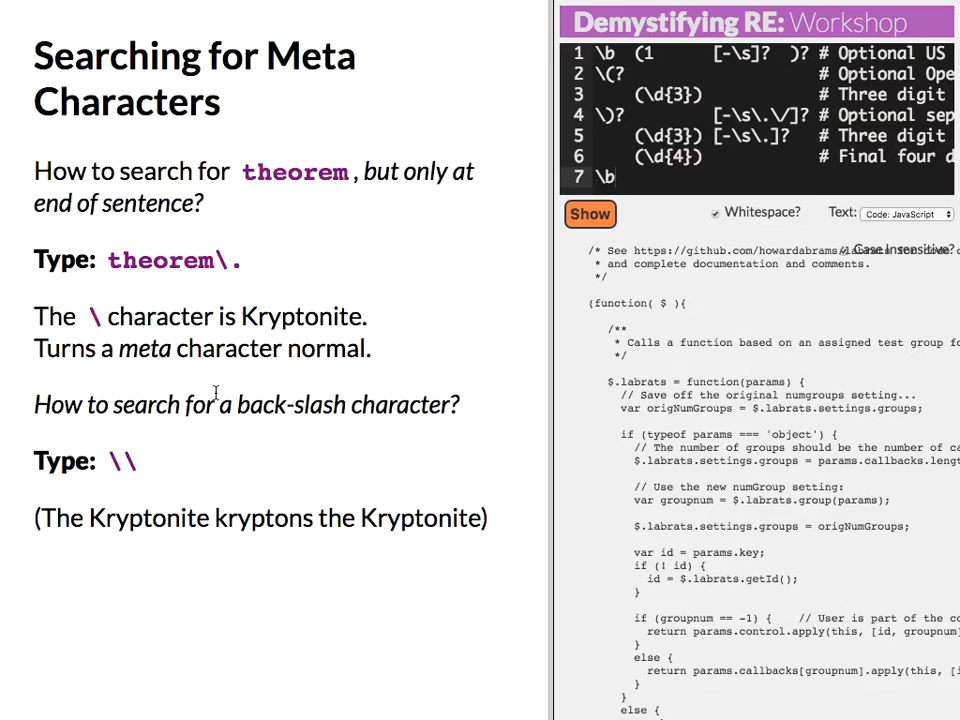 Searching for Meta
Characters
How to search for theorem, but only at
end of sentence?
Type: theorem\.
The \ character is Kryptonite.
Turns a meta character normal.
How to search for a back-slash character?
Type: \\
(The Kryptonite kryptons the Kryptonite)
Demystifying RE: Workshop
1 \b (1 [-\s]? )? # Optional US
2 \(? # Optional Ope
3 (\d{3}) # Three digit
4 \)? [-\s\.\/]? # Optional sep
5 (\d{3}) [-\s\.]? # Three digit
6 (\d{4}) # Final four d
7 \b
Show Whitespace? Text: Code: JavaScript
Case Insensitive?
/* See https://github.com/howardabrams/
* and complete documentation and comments.
*/
(function( $ ){
/**
* Calls a function based on an assigned test group fo
*/
$.labrats = function(params) {
// Save off the original numgroups setting...
var origNumGroups = $.labrats.settings.groups;
if (typeof params === 'object') {
// The number of groups should be the number of ca
$.labrats.settings.groups = params.callbacks.lengt
// Use the new numGroup setting:
var groupnum = $.labrats.group(params);
$.labrats.settings.groups = origNumGroups;
var id = params.key;
if (! id) {
id = $.labrats.getId();
}
if (groupnum == -1) { // User is part of the co
return params.control.apply(this, [id, groupnum]
}
else {
return params.callbacks[groupnum].apply(this, [i
}
}
else {